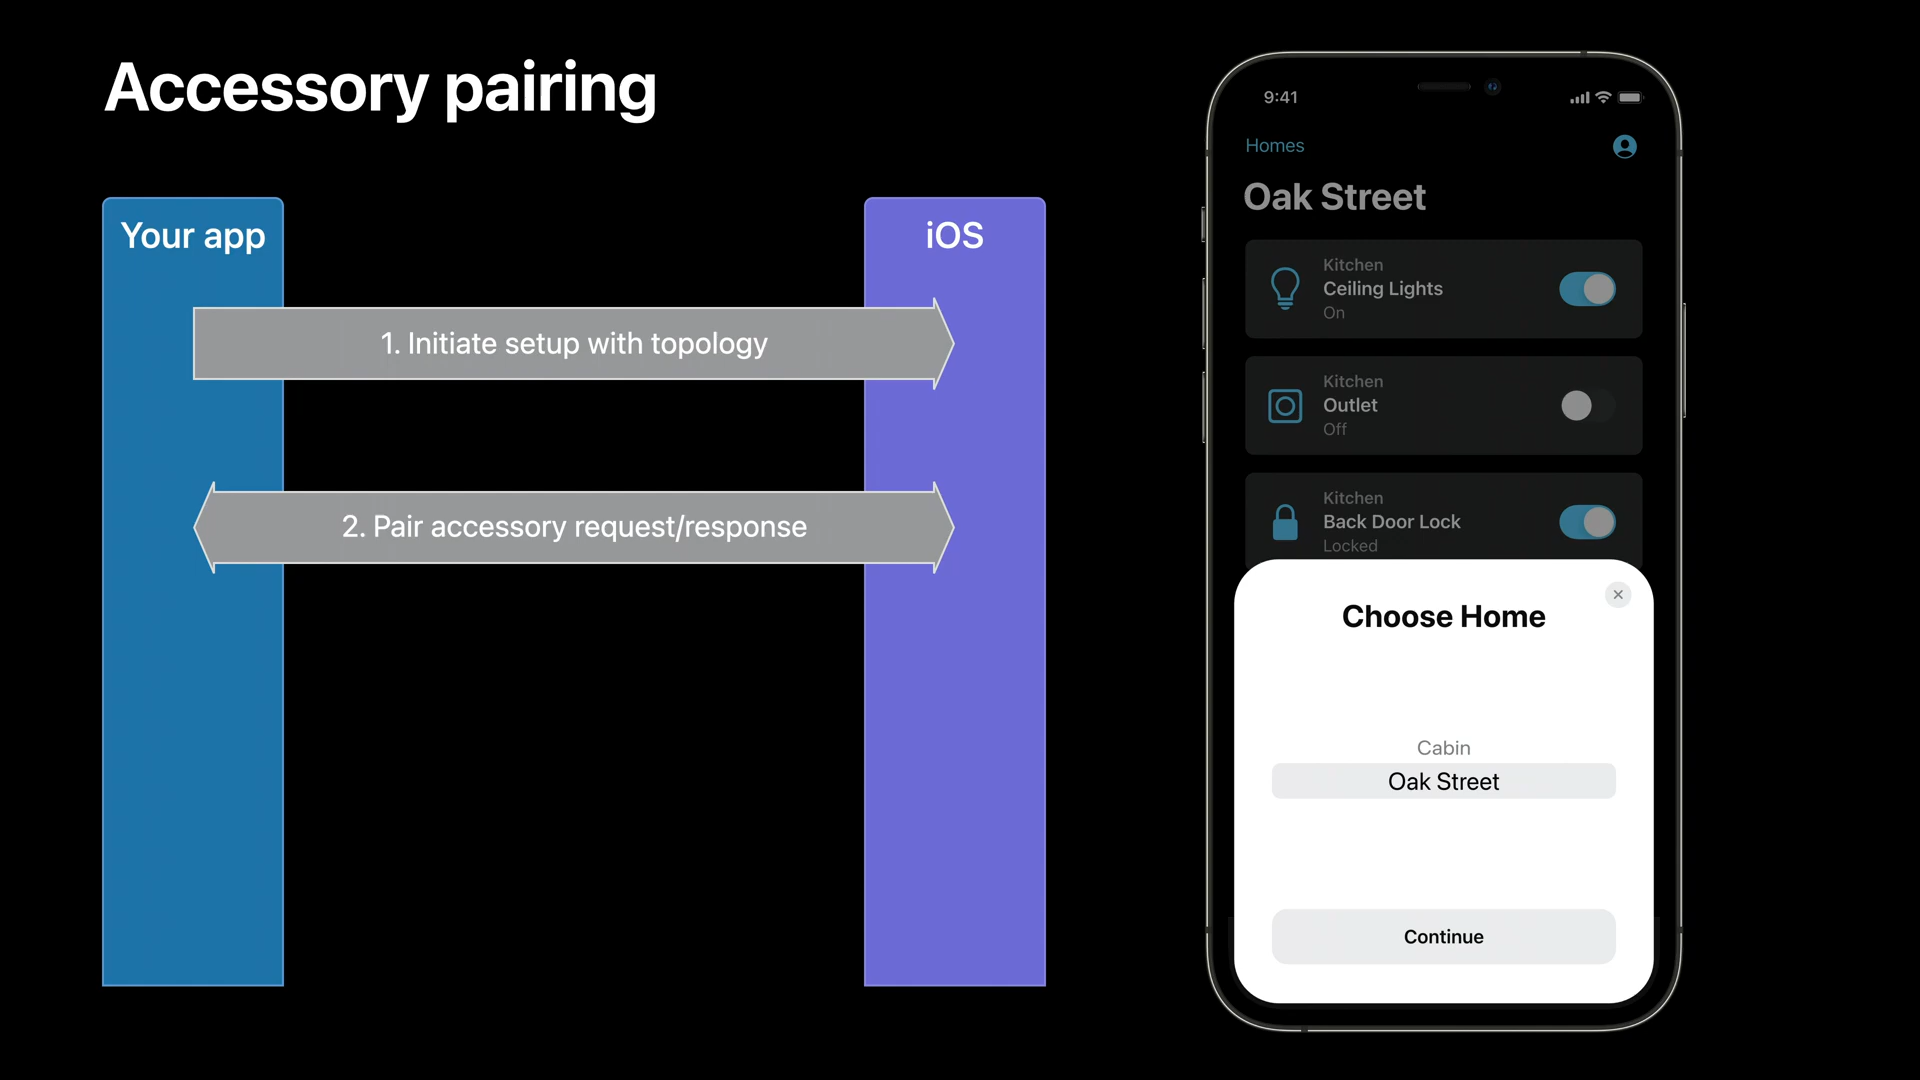 Accessory pairing
Your app
iOS
1. Initiate setup with topology
2. Pair accessory request/response
9:41
Homes
Oak Street
Kitchen
Ceiling Lights
On
Kitchen
Outlet
Off
Kitchen
Back Door Lock
Locked
Choose Home
Cabin
Oak Street
Continue